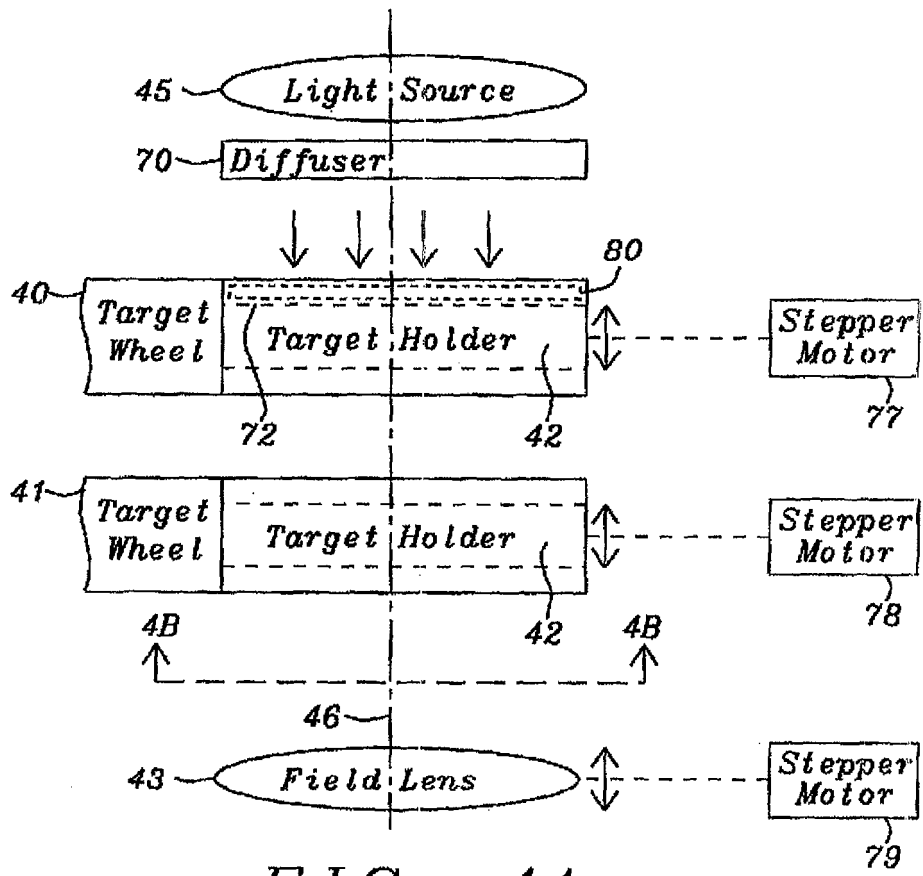 45
Light Source
70
Diffuser
80
40
Target Wheel
Target Holder
Stepper Motor
72
42
77
41
Target Wheel
Target Holder
Stepper Motor
42
78
4B
4B
46
43
Field Lens
Stepper Motor
79